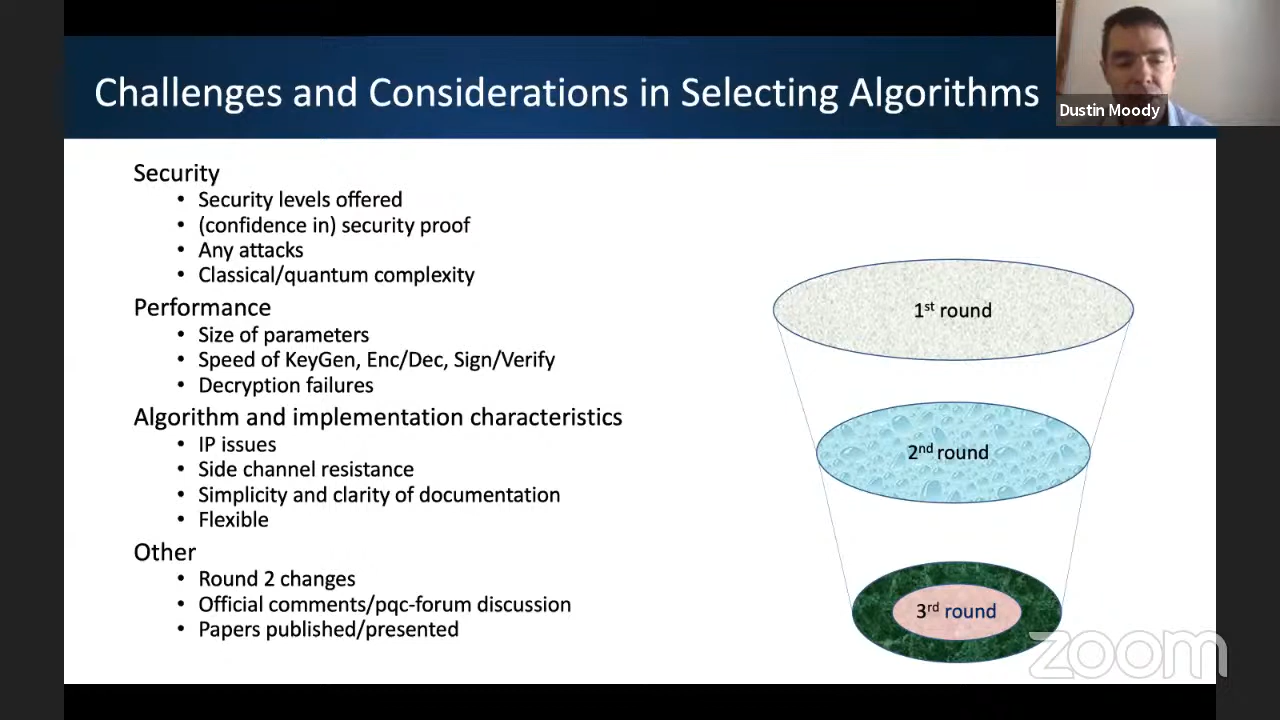 Challenges and Considerations in Selecting Algorithms
Dustin Moody
Security
• Security levels offered
• (confidence in) security proof
• Any attacks
• Classical/quantum complexity
Performance
• Size of parameters
• Speed of KeyGen, Enc/Dec, Sign/Verify
• Decryption failures
Algorithm and implementation characteristics
• IP issues
• Side channel resistance
• Simplicity and clarity of documentation
• Flexible
Other
• Round 2 changes
• Official comments/pqc-forum discussion
• Papers published/presented
1st round
2nd round
3rd round
zoom